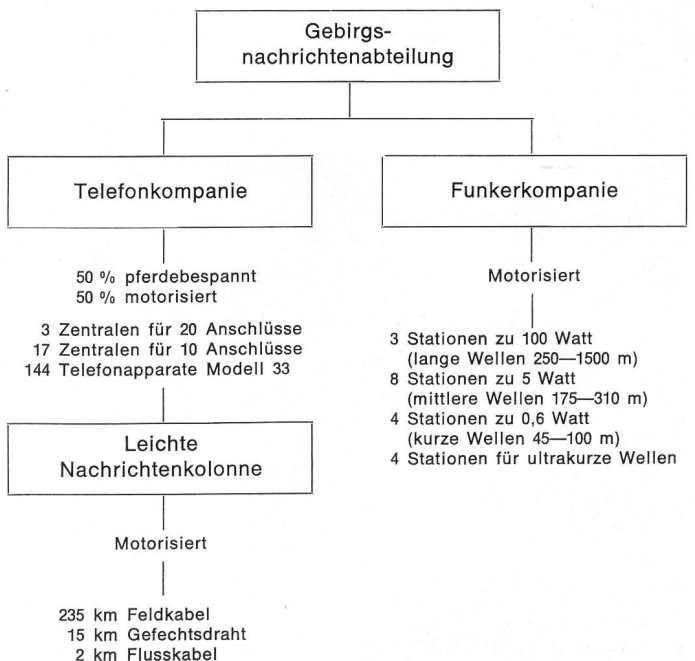 Gebirgs-
nachrichtenabteilung
Telefonkompanie
50 % pferdebespannt
50 % motorisiert
3 Zentralen für 20 Anschlüsse
17 Zentralen für 10 Anschlüsse
144 Telefonapparate Modell 33
Leichte
Nachrichtenkolonne
Motorisiert
235 km Feldkabel
15 km Gefechtsdraht
2 km Flusskabel
Funkerkompanie
Motorisiert
3 Stationen zu 100 Watt
(lange Wellen 250—1500 m)
8 Stationen zu 5 Watt
(mittlere Wellen 175—310 m)
4 Stationen zu 0,6 Watt
(kurze Wellen 45—100 m)
4 Stationen für ultrakurze Wellen